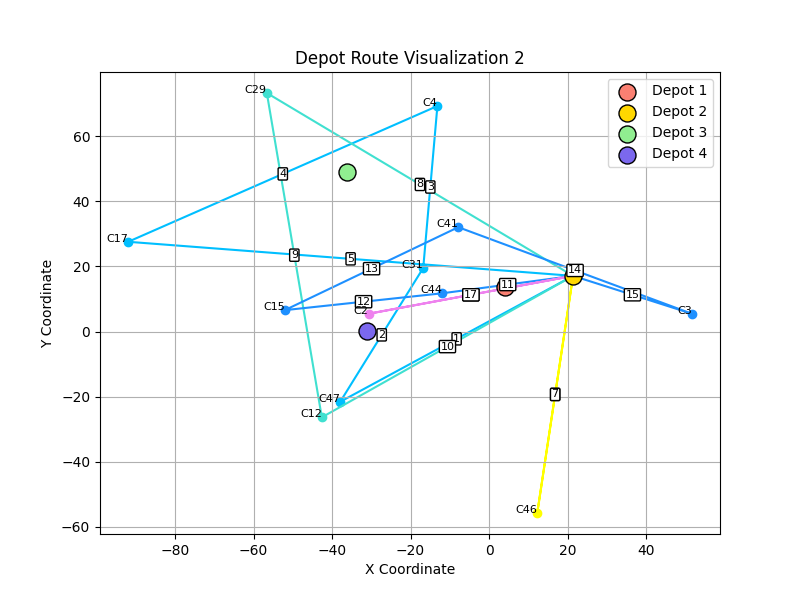 Depot Route Visualization 2
Depot 1
Depot 2
Depot 3
Depot 4
C29
C4
C17
C41
C31
C44
C15
C2
C3
C47
C12
C46
4
8
3
9
5
13
14
11
12
17
15
2
1
10
7
60
40
20
0
−20
−40
−60
−80
−60
−40
−20
0
20
40
Y Coordinate
X Coordinate